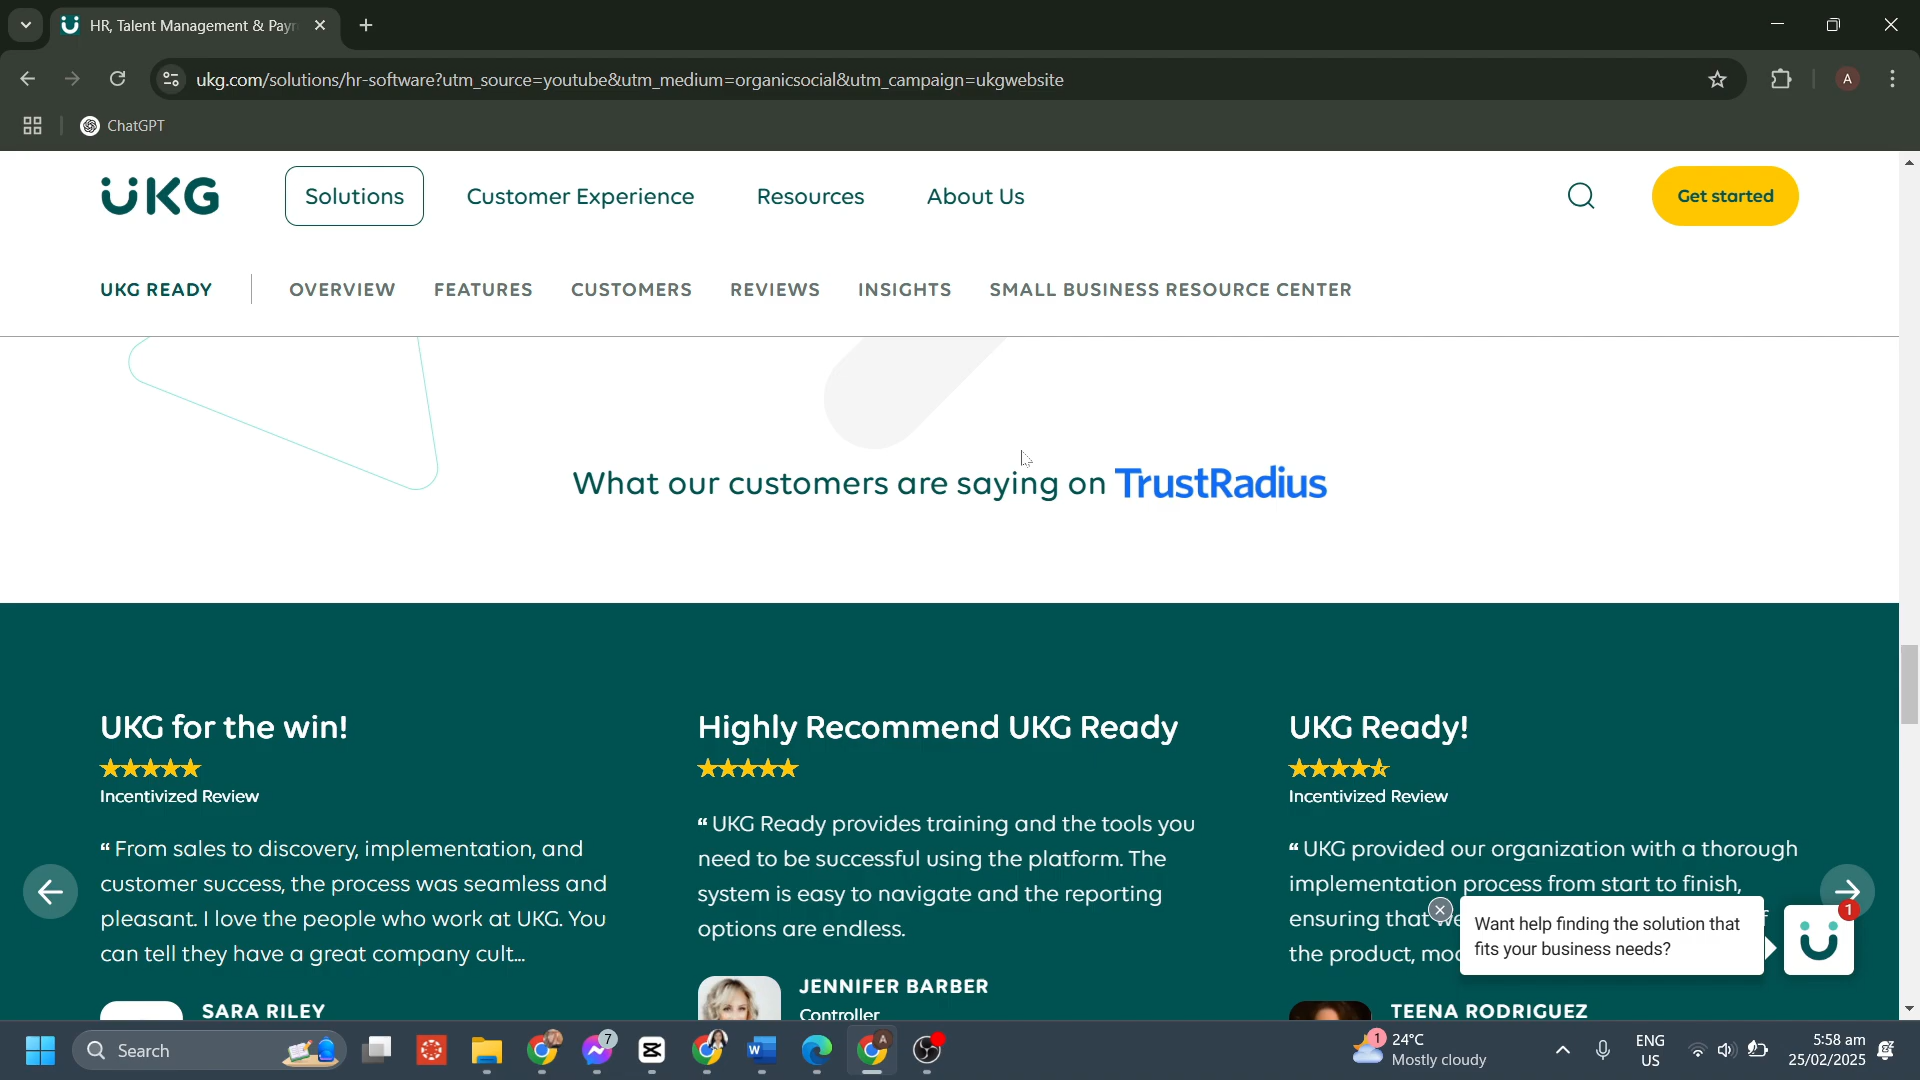 HR, Talent Management & Payr
ukg.com/solutions/hr-software?utm_source=youtube&utm_medium=organicsocial&utm_campaign=ukgwebsite
A
ChatGPT
UKG
Solutions
Customer Experience
Resources
About Us
Get started
UKG READY
OVERVIEW
FEATURES
CUSTOMERS
REVIEWS
INSIGHTS
SMALL BUSINESS RESOURCE CENTER
What our customers are saying on TrustRadius
UKG for the win!
Incentivized Review
“ From sales to discovery, implementation, and
customer success, the process was seamless and
pleasant. I love the people who work at UKG. You
can tell they have a great company cult...
SARA RILEY
Highly Recommend UKG Ready
“ UKG Ready provides training and the tools you
need to be successful using the platform. The
system is easy to navigate and the reporting
options are endless.
JENNIFER BARBER
Controller
UKG Ready!
Incentivized Review
“ UKG provided our organization with a thorough
implementation process from start to finish,
ensuring that
the product,
TEENA RODRIGUEZ
Want help finding the solution that
fits your business needs?
1
Search
7
A
1
24°C
Mostly cloudy
ENG
US
5:58 am
25/02/2025